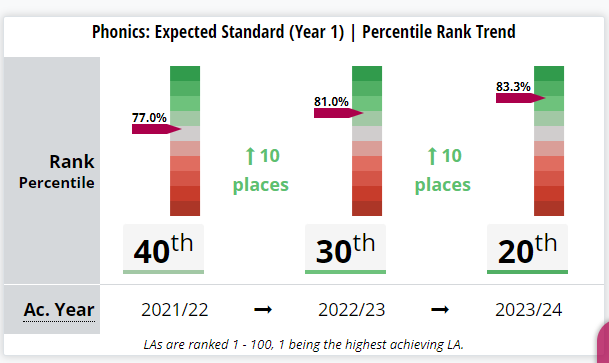 Phonics: Expected Standard (Year 1) | Percentile Rank Trend
Rank
Percentile
77.0%
81.0%
83.3%
↑ 10
places
↑ 10
places
40th
30th
20th
Ac. Year
2021/22 → 2022/23 → 2023/24
LAs are ranked 1 - 100, 1 being the highest achieving LA.